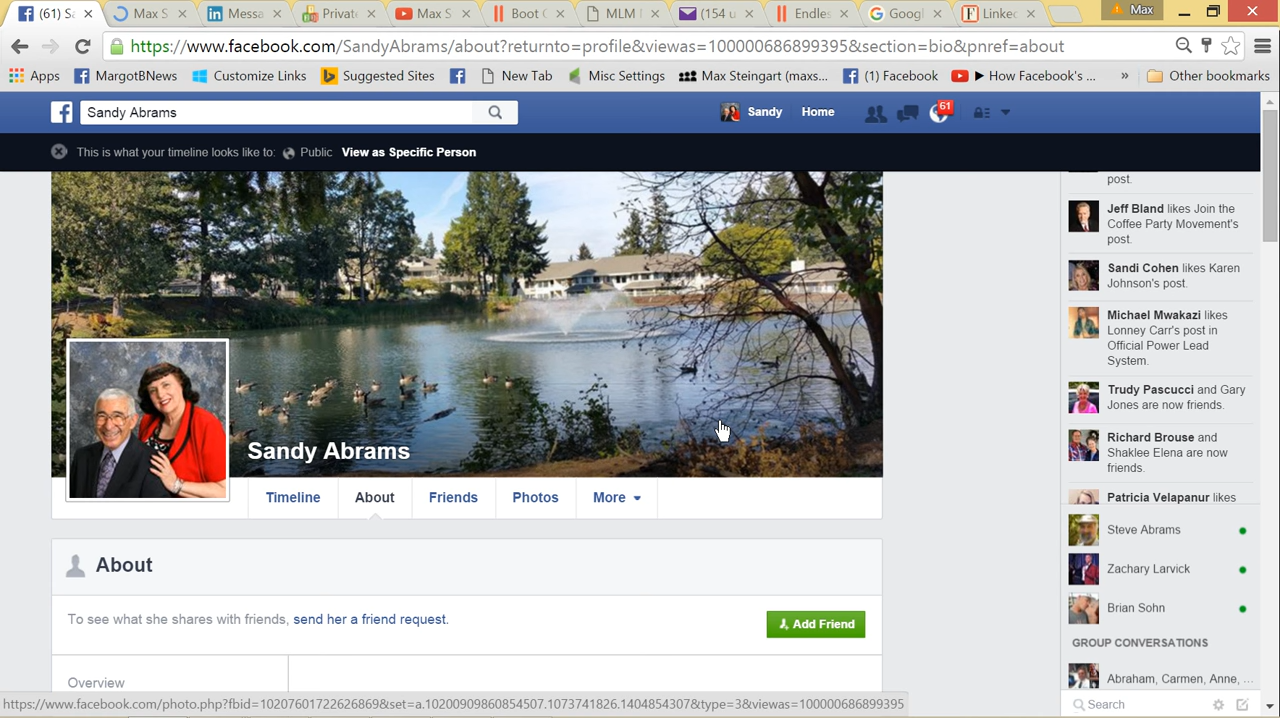 (61) Sa
Max S
Messa
Private
Max S
Boot C
MLM
(154 u
Endles
Googl
Linke
Max
https://www.facebook.com/SandyAbrams/about?returnto=profile&viewas=100000686899395&section=bio&pnref=about
Apps
MargotBNews
Customize Links
Suggested Sites
New Tab
Misc Settings
Max Steingart (maxs...
(1) Facebook
► How Facebook's ...
»
Other bookmarks
Sandy Abrams
Sandy
Home
61
This is what your timeline looks like to:
Public
View as Specific Person
Sandy Abrams
Timeline
About
Friends
Photos
More
About
To see what she shares with friends, send her a friend request.
Add Friend
Overview
post.
Jeff Bland likes Join the
Coffee Party Movement's
post.
Sandi Cohen likes Karen
Johnson's post.
Michael Mwakazi likes
Lonney Carr's post in
Official Power Lead
System.
Trudy Pascucci and Gary
Jones are now friends.
Richard Brouse and
Shaklee Elena are now
friends.
Patricia Velapanur likes
Steve Abrams
Zachary Larvick
Brian Sohn
GROUP CONVERSATIONS
Abraham, Carmen, Anne, ...
Search
https://www.facebook.com/photo.php?fbid=10207601722626869&set=a.10200909860854507.1073741826.1404854307&type=3&viewas=100000686899395